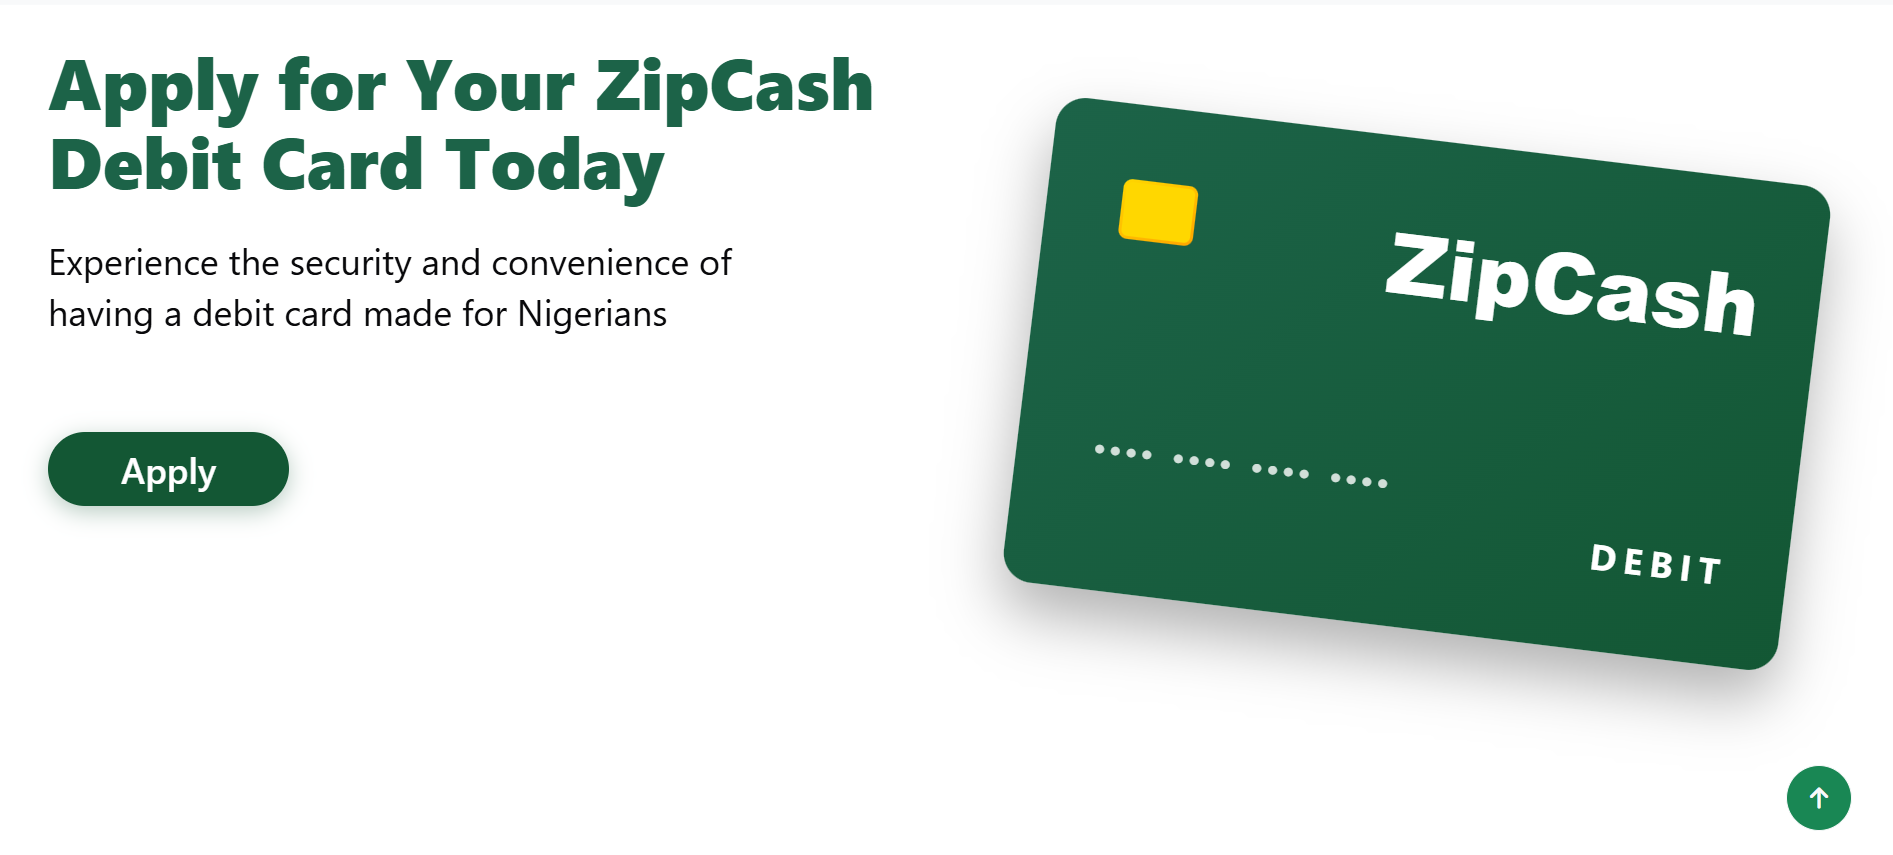 Apply for Your ZipCash
Debit Card Today
Experience the security and convenience of
having a debit card made for Nigerians
Apply
ZipCash
•••• •••• •••• ••••
DEBIT